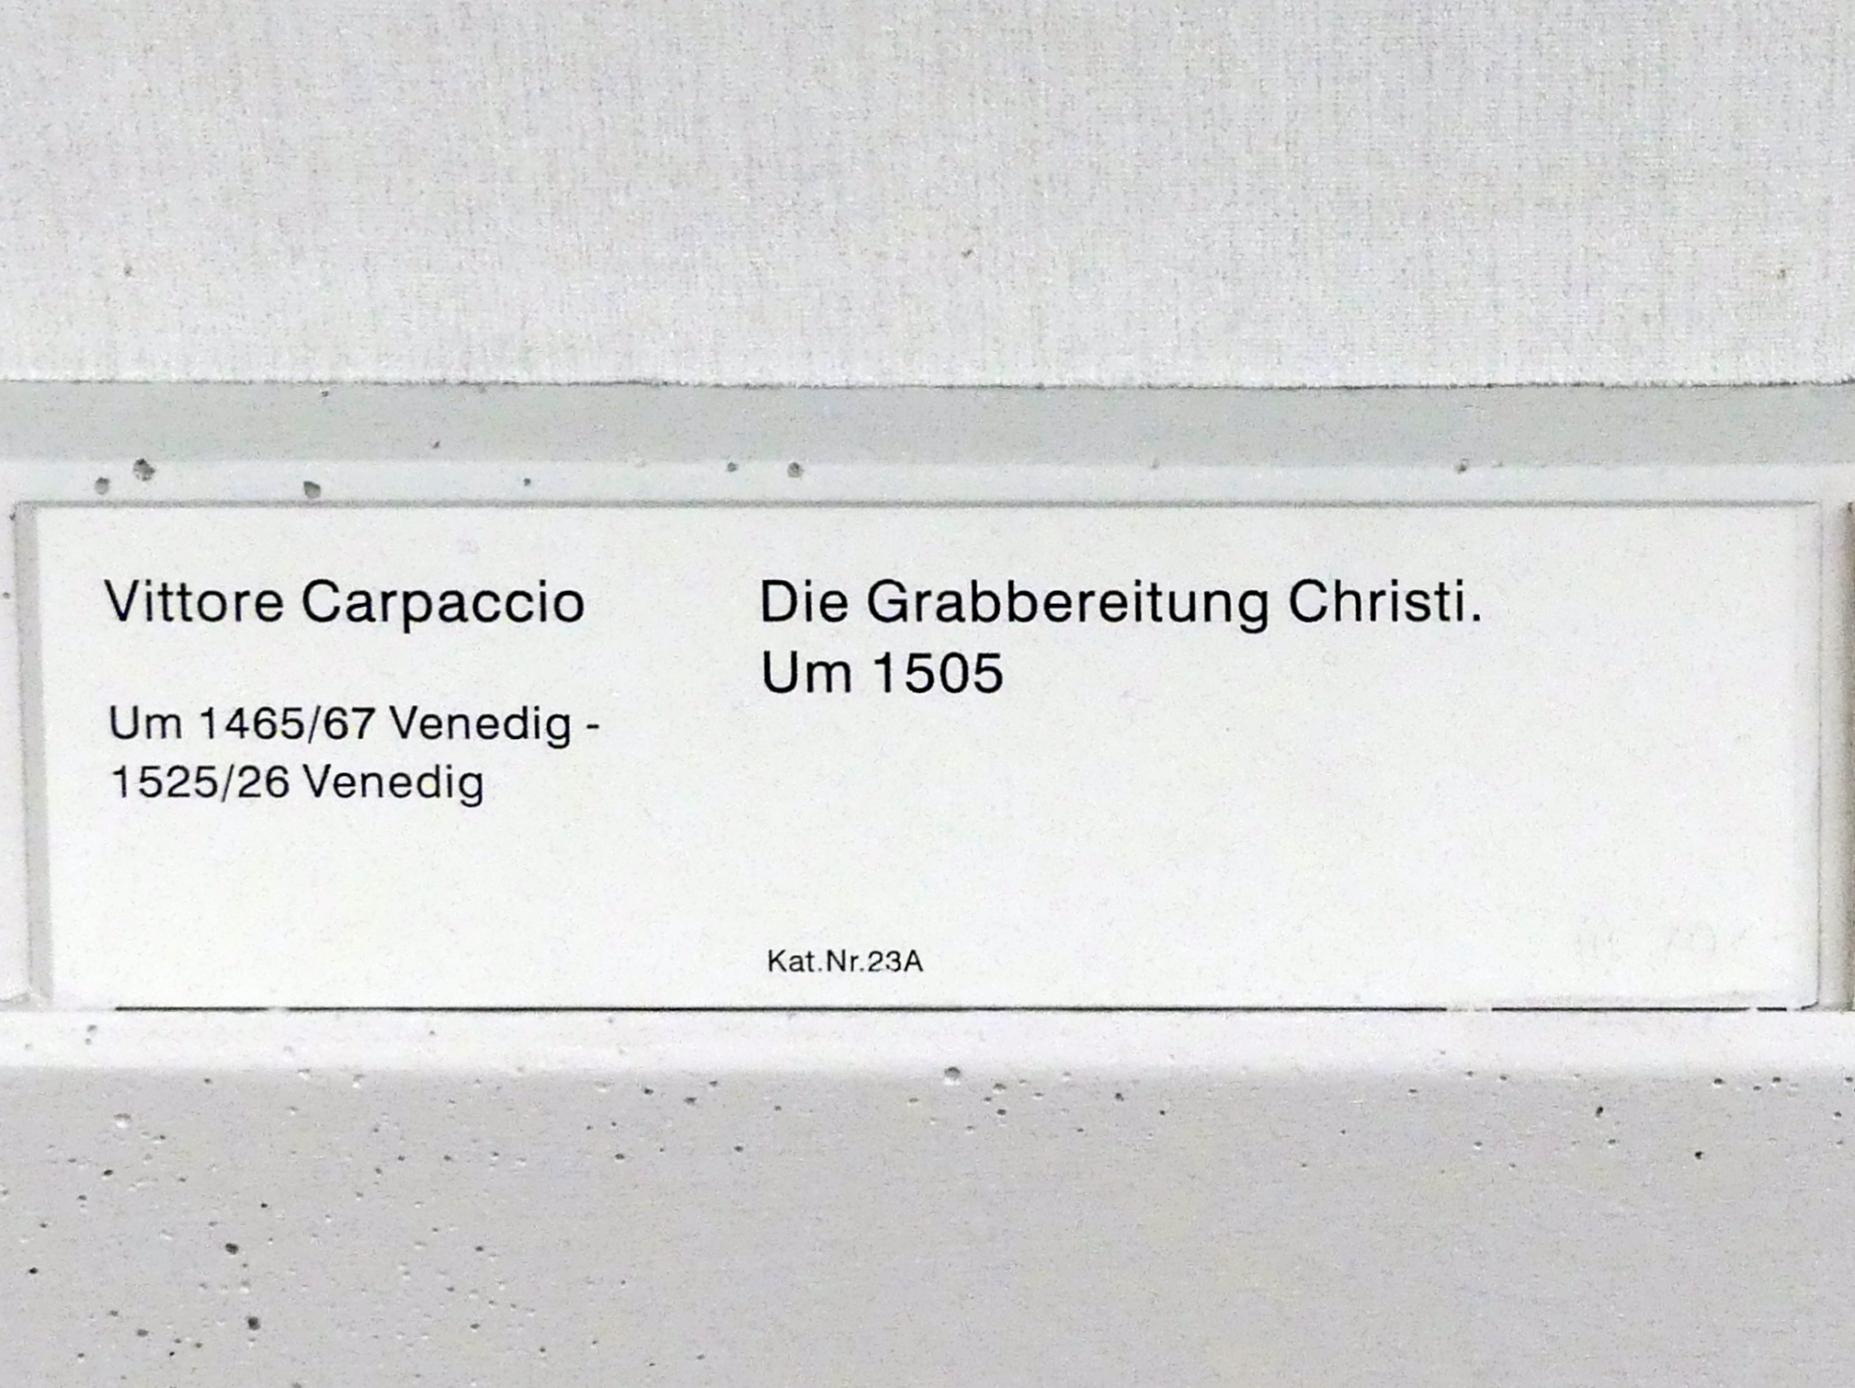 Vittore Carpaccio
Um 1465/67 Venedig -
1525/26 Venedig
Die Grabbereitung Christi.
Um 1505
Kat.Nr.23A